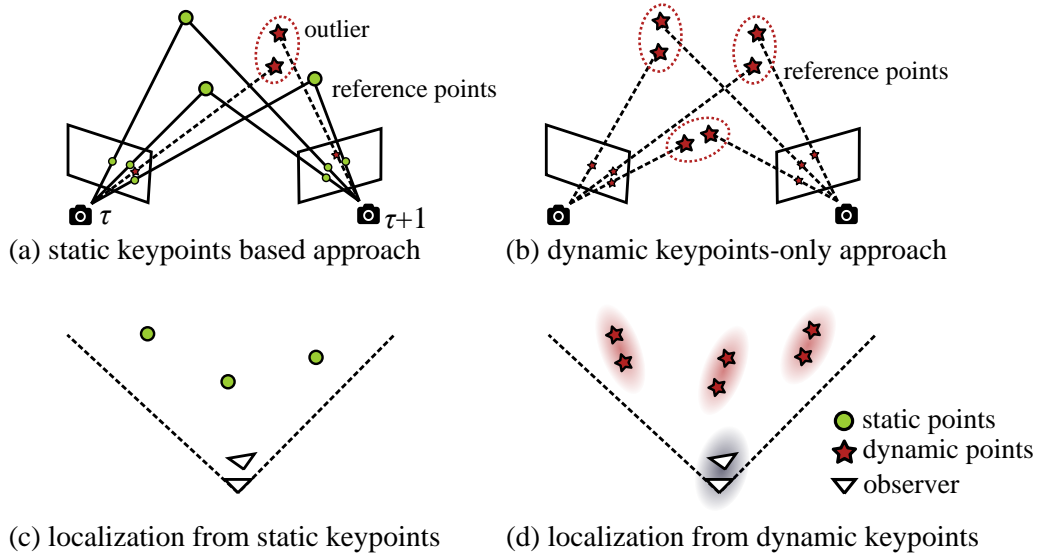 outlier
reference points
τ
τ+1
(a) static keypoints based approach
reference points
(b) dynamic keypoints-only approach
(c) localization from static keypoints
static points
dynamic points
observer
(d) localization from dynamic keypoints